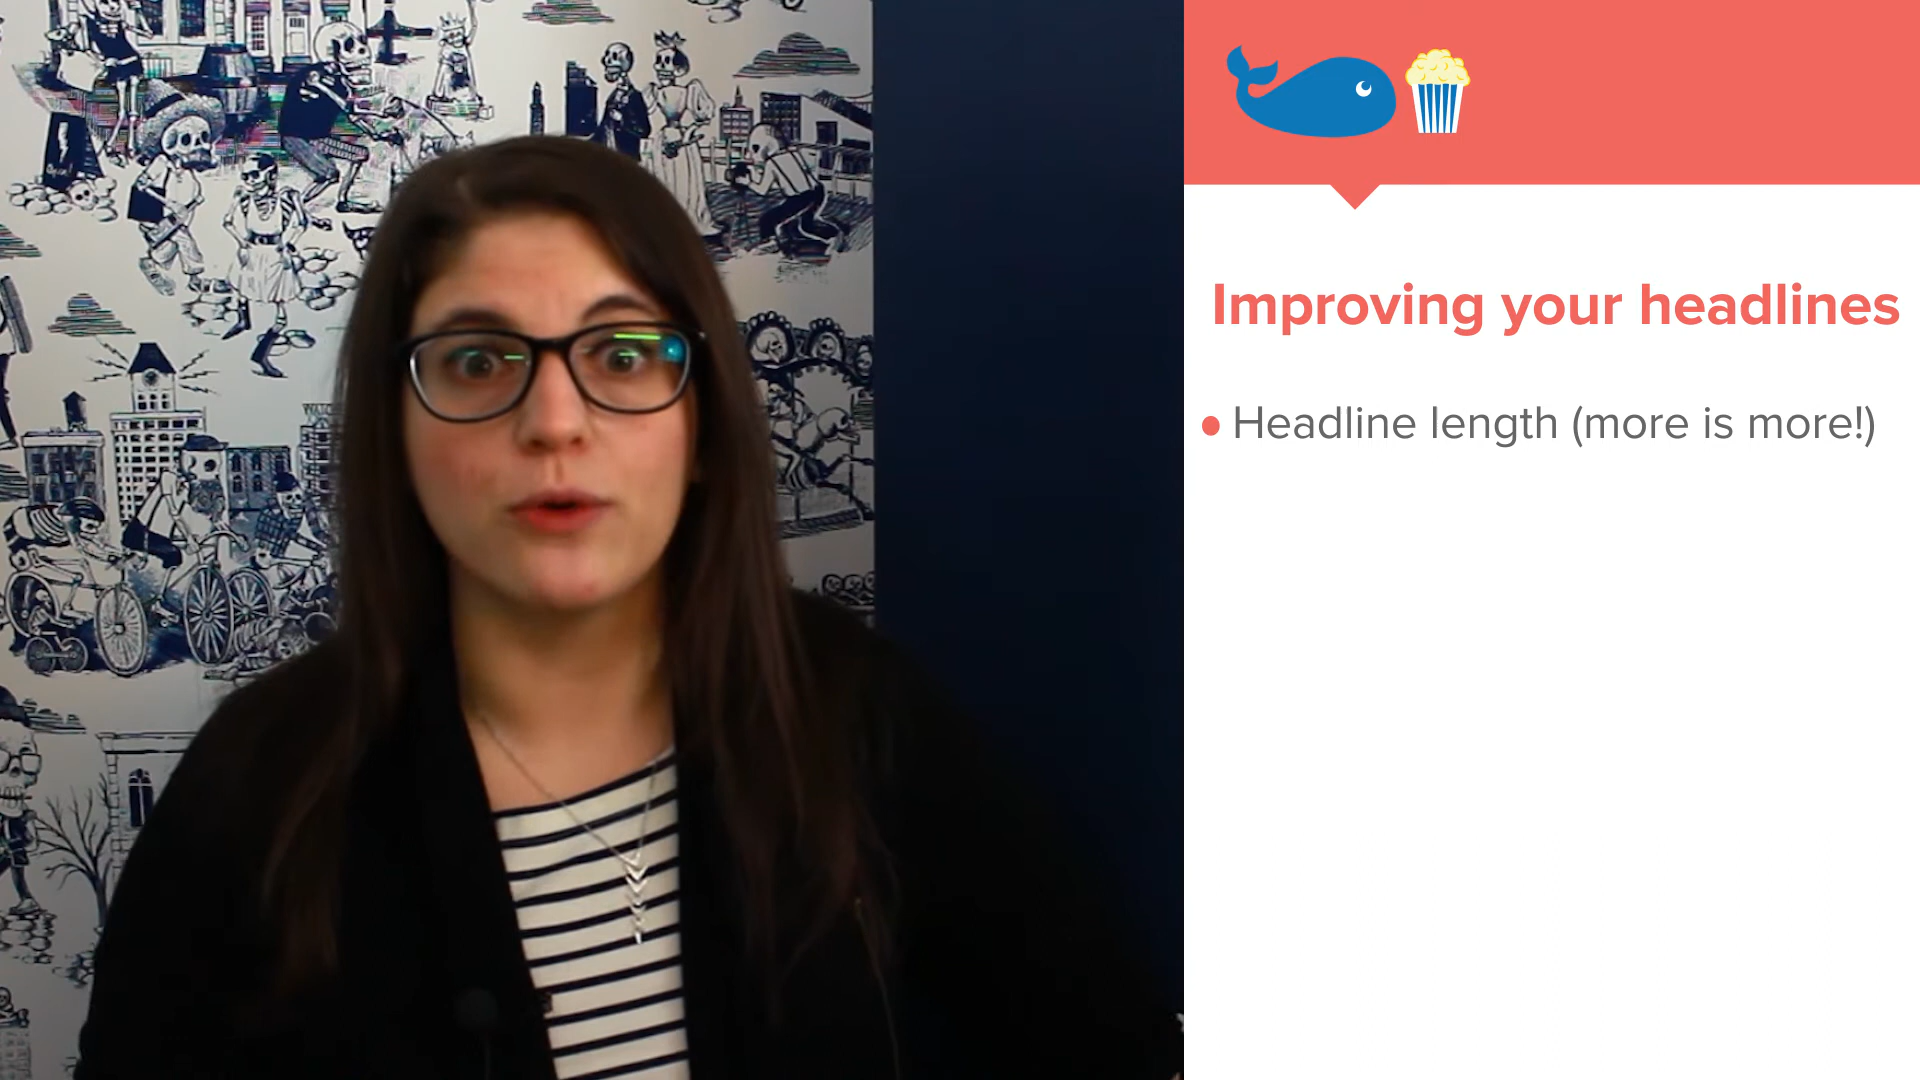 Improving your headlines
• Headline length (more is more!)